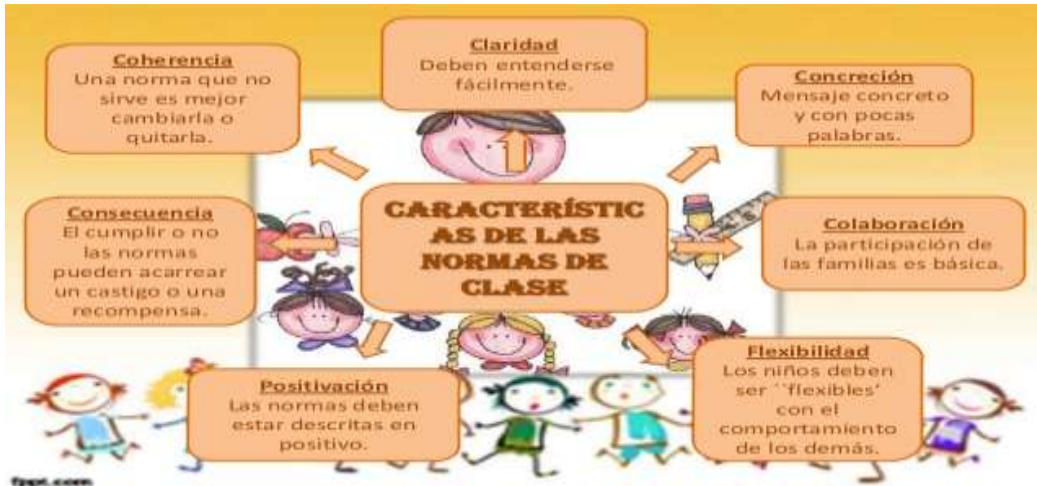 Claridad
Deben entenderse
fácilmente.
Coherencia
Una norma que no
sirve es mejor
cambiarla o
quitarla.
Concreción
Mensaje concreto
y con pocas
palabras.
CARACTERÍSTIC
AS DE LAS
NORMAS DE
CLASE
Consecuencia
El cumplir o no
las normas
pueden acarrear
un castigo o una
recompensa.
Colaboración
La participación de
las familias es básica.
Positivación
Las normas deben
estar descritas en
positivo.
Flexibilidad
Los niños deben
ser ``flexibles'
con el
comportamiento
de los demás.
fppt.com